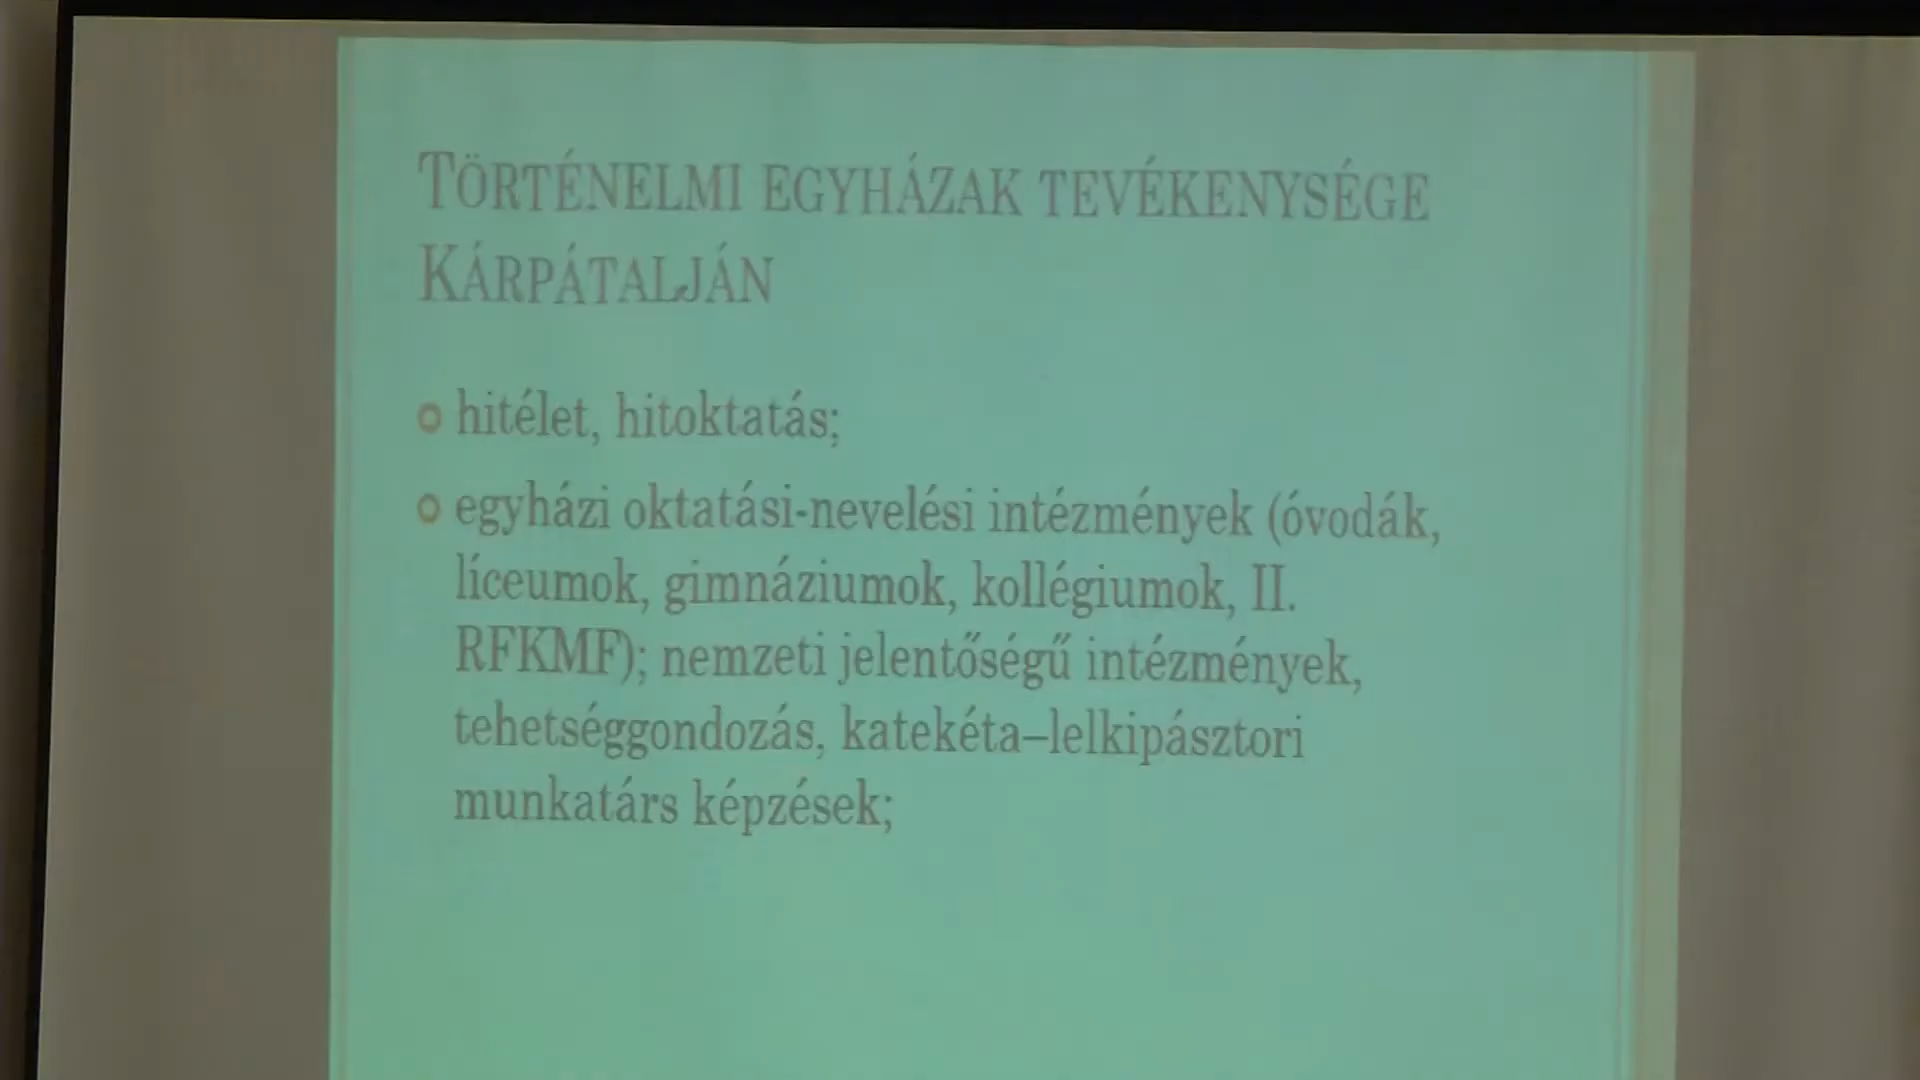 TÖRTÉNELMI EGYHÁZAK TEVÉKENYSÉGE
KÁRPÁTALJÁN
hitélet, hitoktatás;
egyházi oktatási-nevelési intézmények (óvodák,
líceumok, gimnáziumok, kollégiumok, II.
RFKMF); nemzeti jelentőségű intézmények,
tehetséggondozás, katekéta–lelkipásztori
munkatárs képzések;